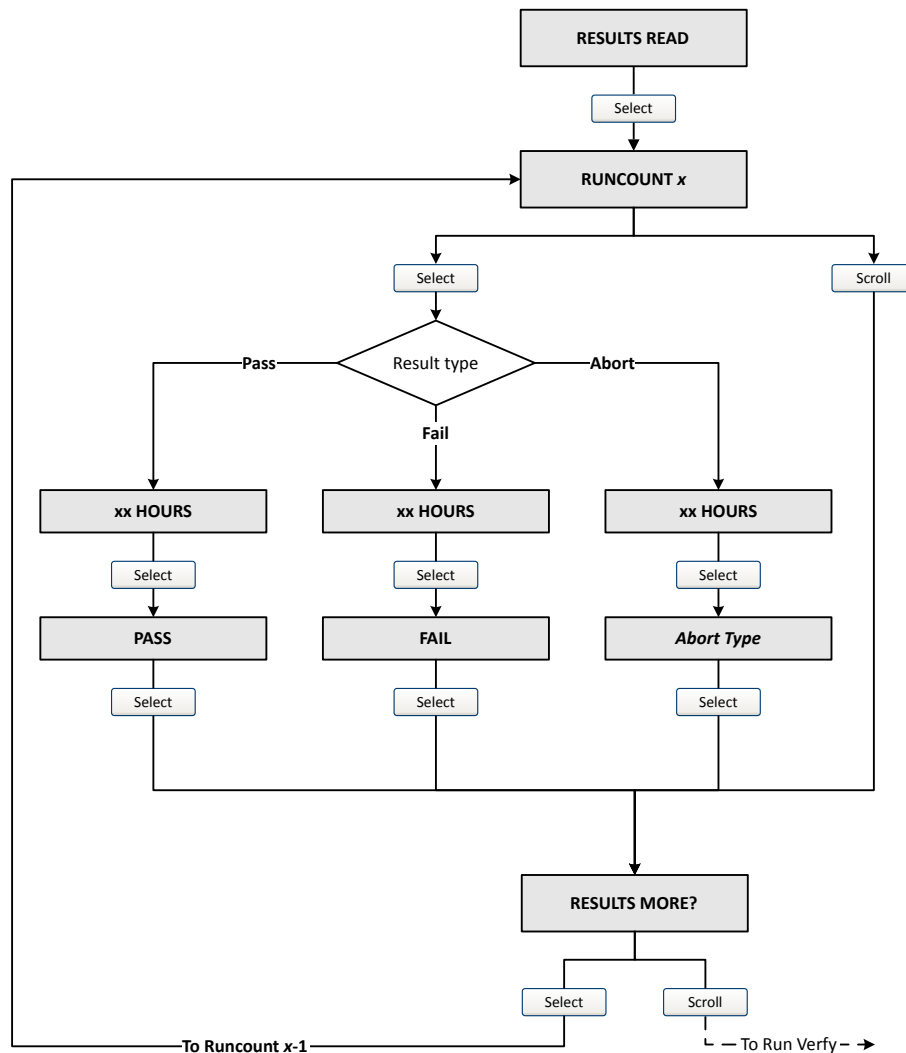 RESULTS READ
Select
RUNCOUNT x
Select
Scroll
Result type
Pass
Abort
Fail
xx HOURS
xx HOURS
xx HOURS
Select
Select
Select
PASS
FAIL
Abort Type
Select
Select
Select
RESULTS MORE?
Select
Scroll
To Runcount x-1
To Run Verfy